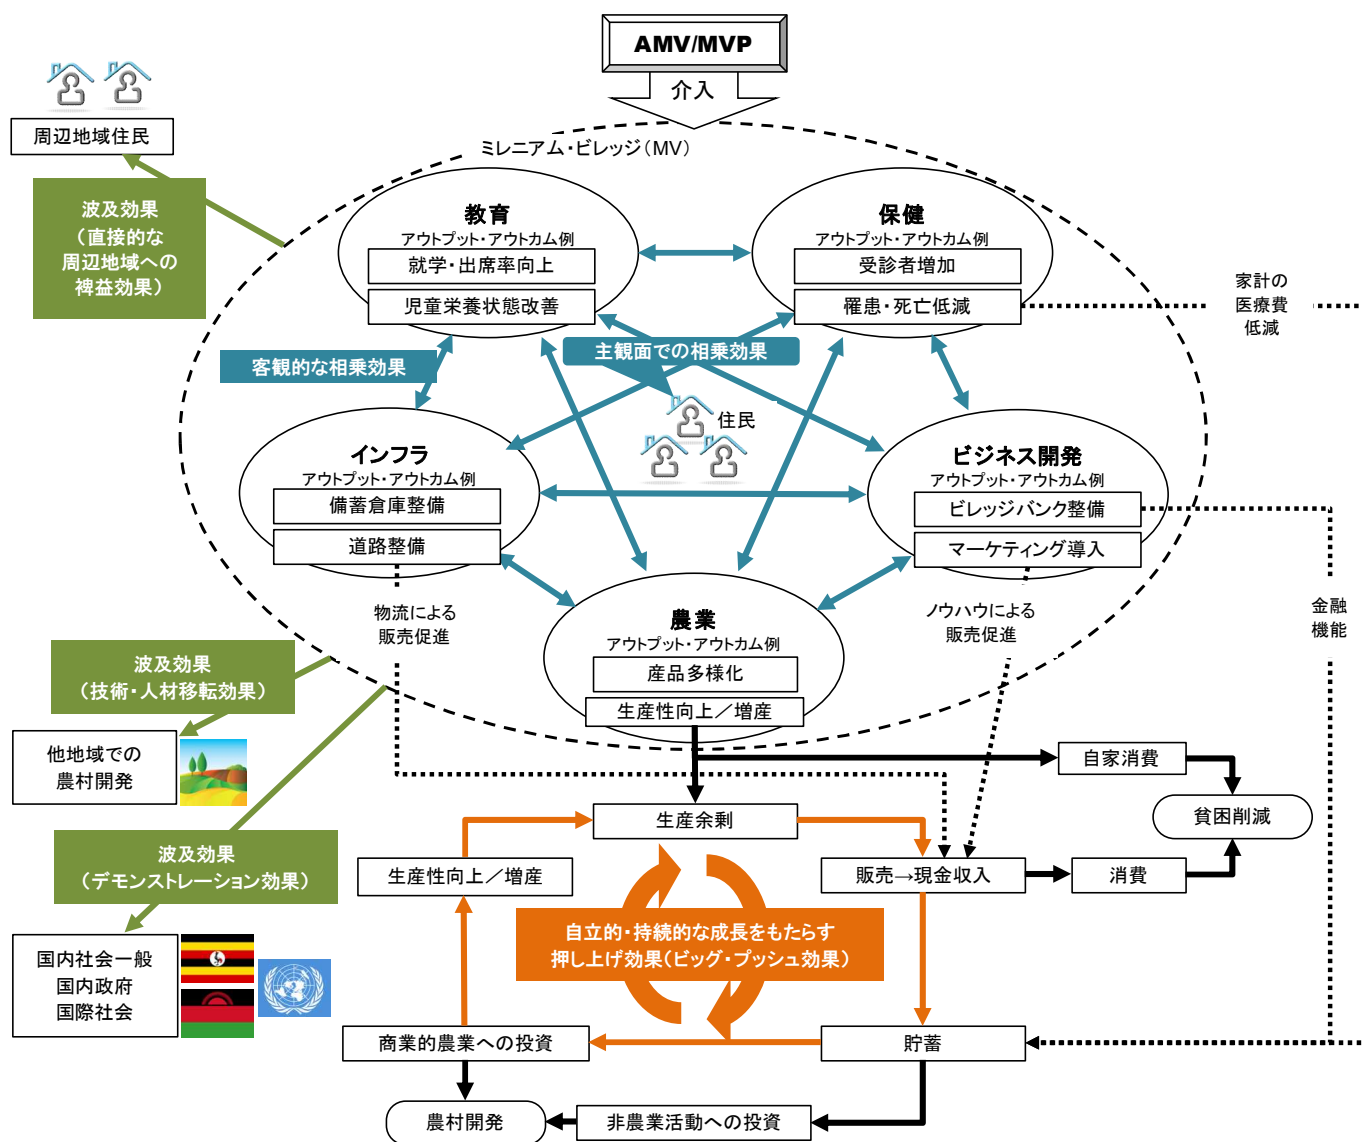 AMV/MVP
介入
周辺地域住民
ミレニアム・ビレッジ（MV）
波及効果
（直接的な
周辺地域への
裨益効果）
教育
アウトプット・アウトカム例
就学・出席率向上
児童栄養状態改善
保健
アウトプット・アウトカム例
受診者増加
罹患・死亡低減
家計の
医療費
低減
客観的な相乗効果
主観面での相乗効果
住民
インフラ
アウトプット・アウトカム例
備蓄倉庫整備
道路整備
ビジネス開発
アウトプット・アウトカム例
ビレッジバンク整備
マーケティング導入
物流による
販売促進
農業
アウトプット・アウトカム例
産品多様化
生産性向上／増産
ノウハウによる
販売促進
金融
機能
波及効果
（技術・人材移転効果）
他地域での
農村開発
自家消費
貧困削減
生産余剰
波及効果
（デモンストレーション効果）
生産性向上／増産
販売→現金収入
消費
自立的・持続的な成長をもたらす
押し上げ効果（ビッグ・プッシュ効果）
国内社会一般
国内政府
国際社会
商業的農業への投資
貯蓄
農村開発
非農業活動への投資